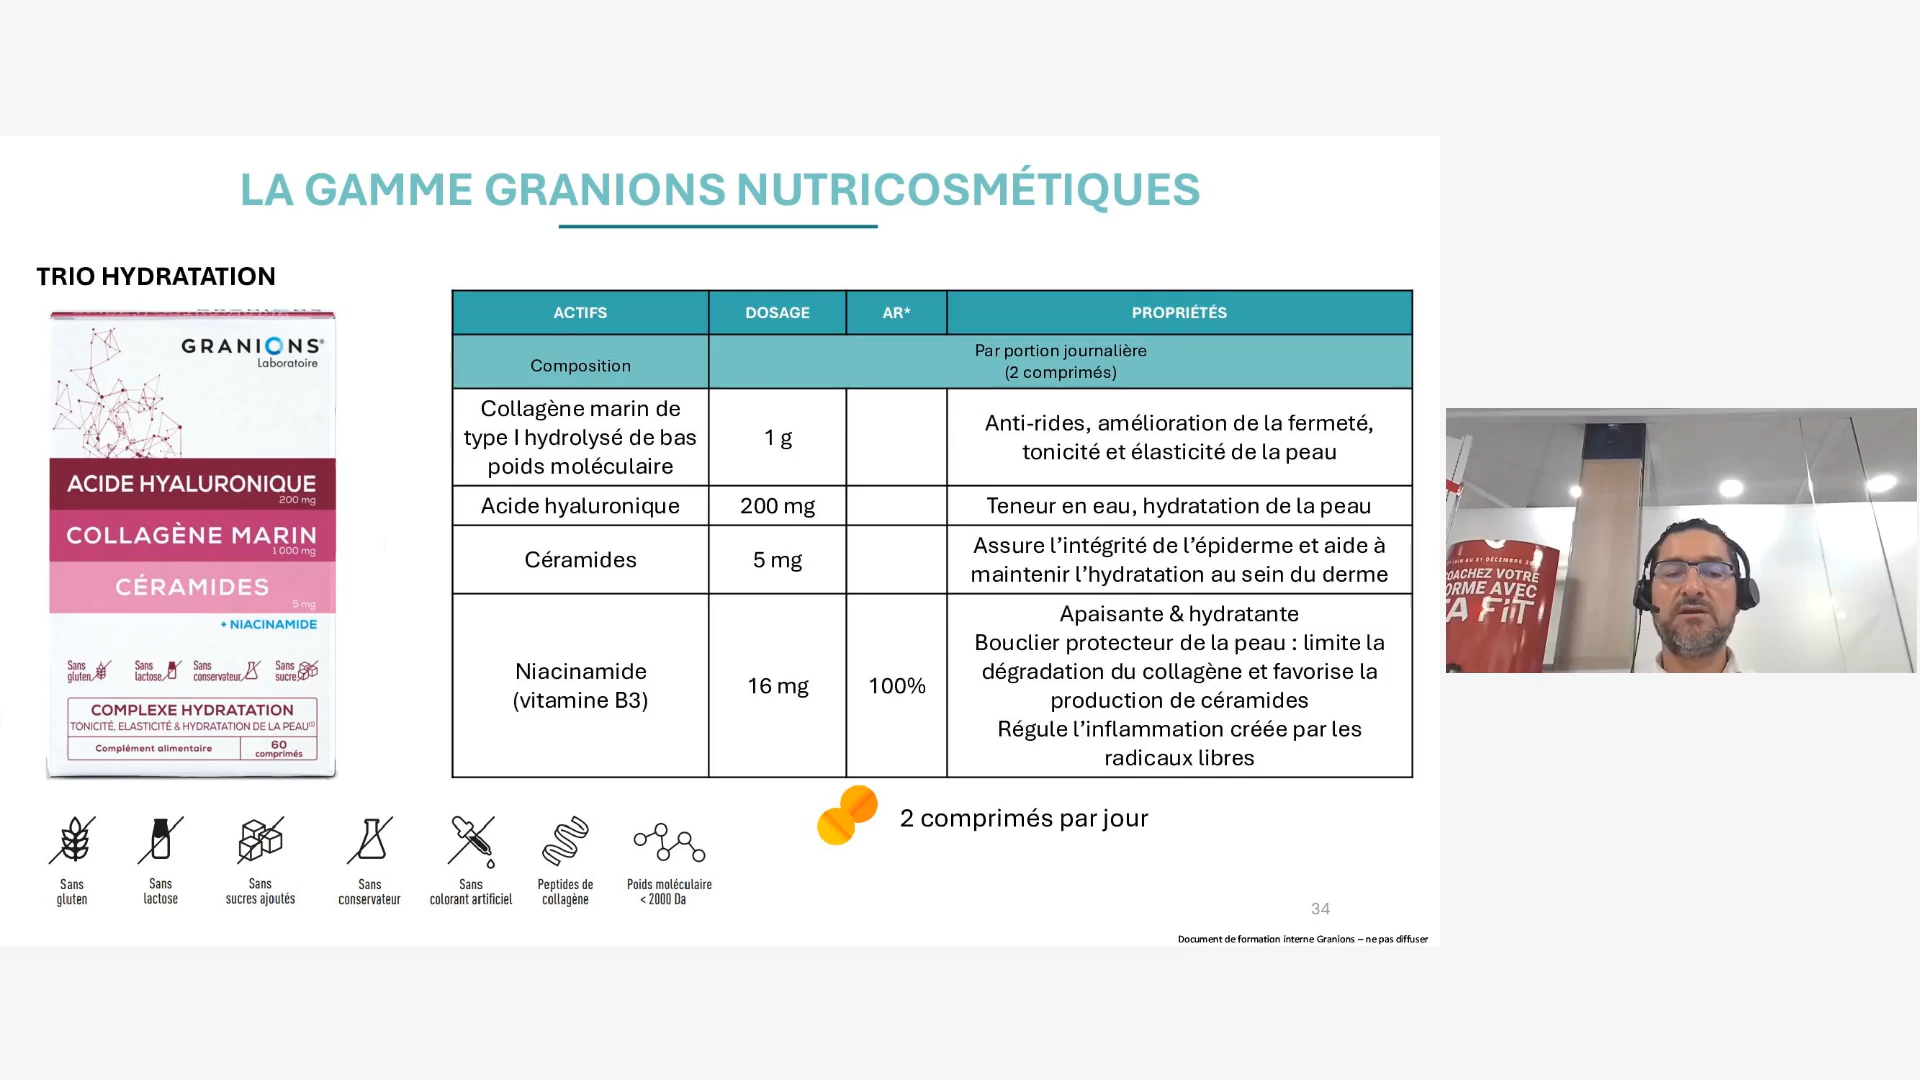 LA GAMME GRANIONS NUTRICOSMÉTIQUES
TRIO HYDRATATION
GRANIONS®
Laboratoire
ACIDE HYALURONIQUE
200 mg
COLLAGÈNE MARIN
1 000 mg
CÉRAMIDES
5 mg
+ NIACINAMIDE
Sans gluten
Sans lactose
Sans conservateur
Sans sucre
COMPLEXE HYDRATATION
TONICITÉ, ELASTICITÉ & HYDRATATION DE LA PEAU
Complément alimentaire
60
comprimés
ACTIFS DOSAGE AR* PROPRIÉTÉS
Composition
Par portion journalière
(2 comprimés)
Collagène marin de
type I hydrolysé de bas
poids moléculaire
1 g
Anti-rides, amélioration de la fermeté,
tonicité et élasticité de la peau
Acide hyaluronique
200 mg
Teneur en eau, hydratation de la peau
Céramides
5 mg
Assure l’intégrité de l’épiderme et aide à
maintenir l’hydratation au sein du derme
Niacinamide
(vitamine B3)
16 mg
100%
Apaisante & hydratante
Bouclier protecteur de la peau : limite la
dégradation du collagène et favorise la
production de céramides
Régule l’inflammation créée par les
radicaux libres
2 comprimés par jour
Sans
gluten
Sans
lactose
Sans
sucres ajoutés
Sans
conservateur
Sans
colorant artificiel
Peptides de
collagène
Poids moléculaire
< 2000 Da
34
Document de formation interne Granions – ne pas diffuser
31 DÉCEMBRE
OACHEZ VOTRE
ORME AVEC
A FIT